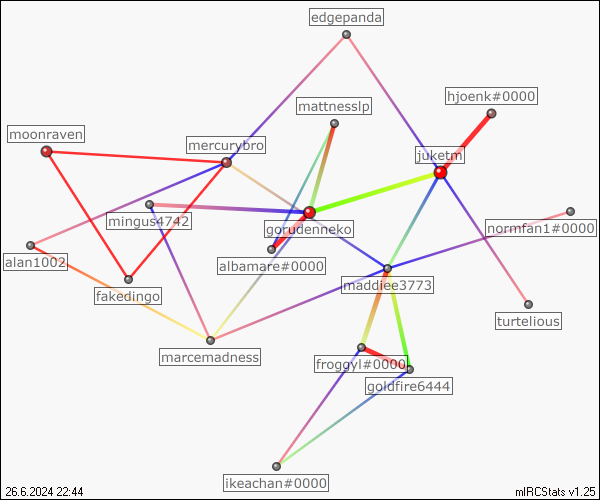 edgepanda
hjoenk#0000
mattnesslp
moonraven
mercurybro
juketm
mingus4742
normfan1#0000
gorudenneko
alan1002
albamare#0000
maddiee3773
fakedingo
turtelious
marcemadness
froggyl#0000
goldfire6444
ikeachan#0000
26.6.2024 22:44
mIRCStats v1.25